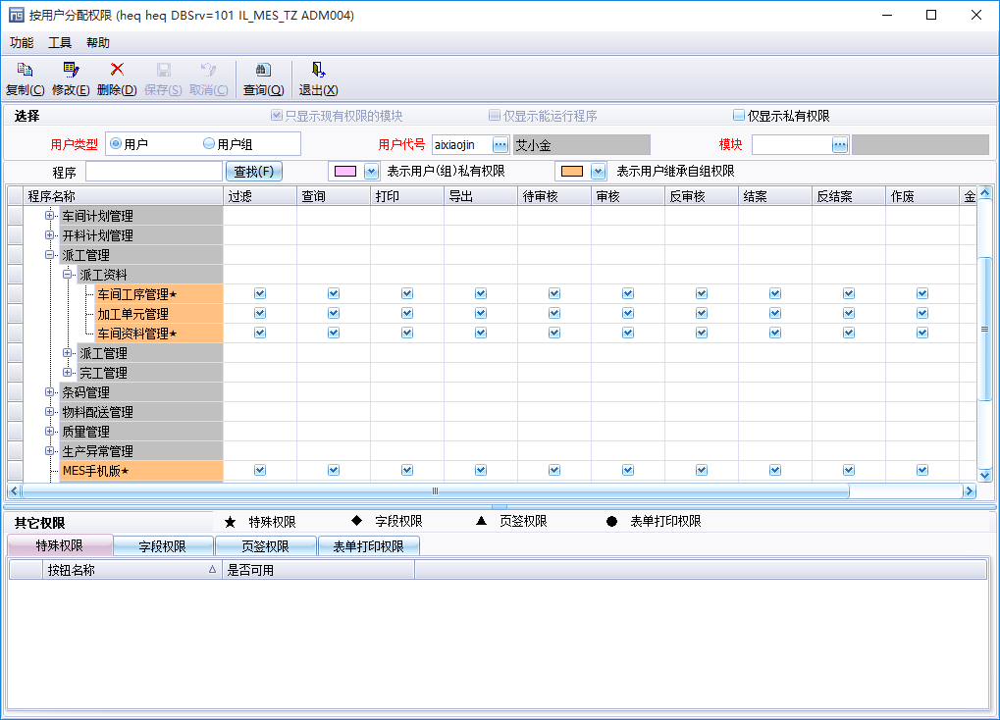 按用户分配权限 (heq heq DBSrv=101 IL_MES_TZ ADM004)
功能 工具 帮助
复制(C) 修改(E) 删除(D) 保存(S) 取消(C) 查询(Q) 退出(X)
选择 只显示现有权限的模块 仅显示能运行程序 仅显示私有权限
用户类型 用户 用户组 用户代号 aixiaojin 艾小金 模块
程序 查找(F) 表示用户(组)私有权限 表示用户继承自组权限
程序名称 过滤 查询 打印 导出 待审核 审核 反审核 结案 反结案 作废 金
车间计划管理
开料计划管理
派工管理
派工资料
车间工序管理★
加工单元管理
车间资料管理★
派工管理
完工管理
条码管理
物料配送管理
质量管理
生产异常管理
MES手机版★
其它权限 ★ 特殊权限 ◆ 字段权限 ▲ 页签权限 ● 表单打印权限
特殊权限 字段权限 页签权限 表单打印权限
按钮名称 是否可用